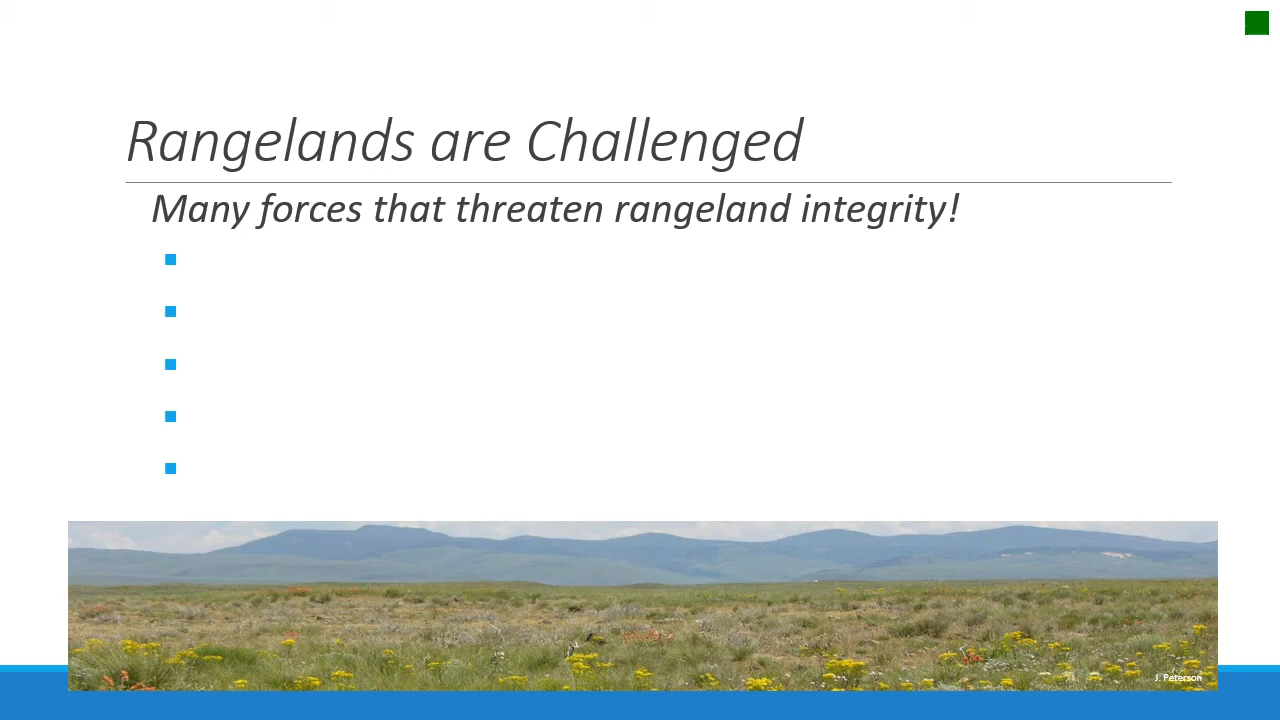 Rangelands are Challenged
Many forces that threaten rangeland integrity!
J. Peterson